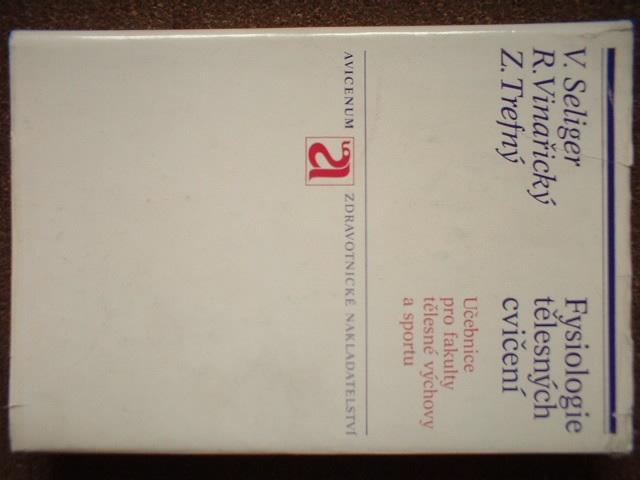 V. Seliger
R. Vinařický
Z. Trefný
Fysiologie
tělesných
cvičení
Učebnice
pro fakulty
tělesné výchovy
a sportu
AVICENUM a ZDRAVOTNICKÉ NAKLADATELSTVÍ